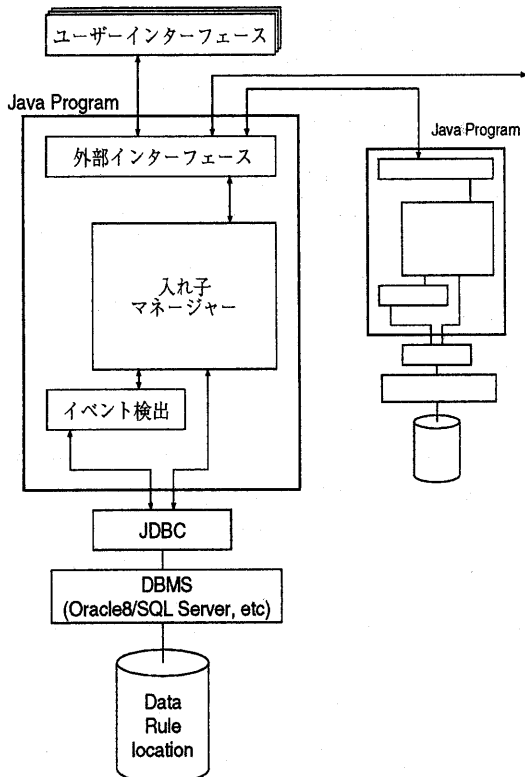 ユーザーインターフェース
Java Program
外部インターフェース
Java Program
入れ子
マネージャー
イベント検出
JDBC
DBMS
(Oracle8/SQL Server, etc)
Data
Rule
location